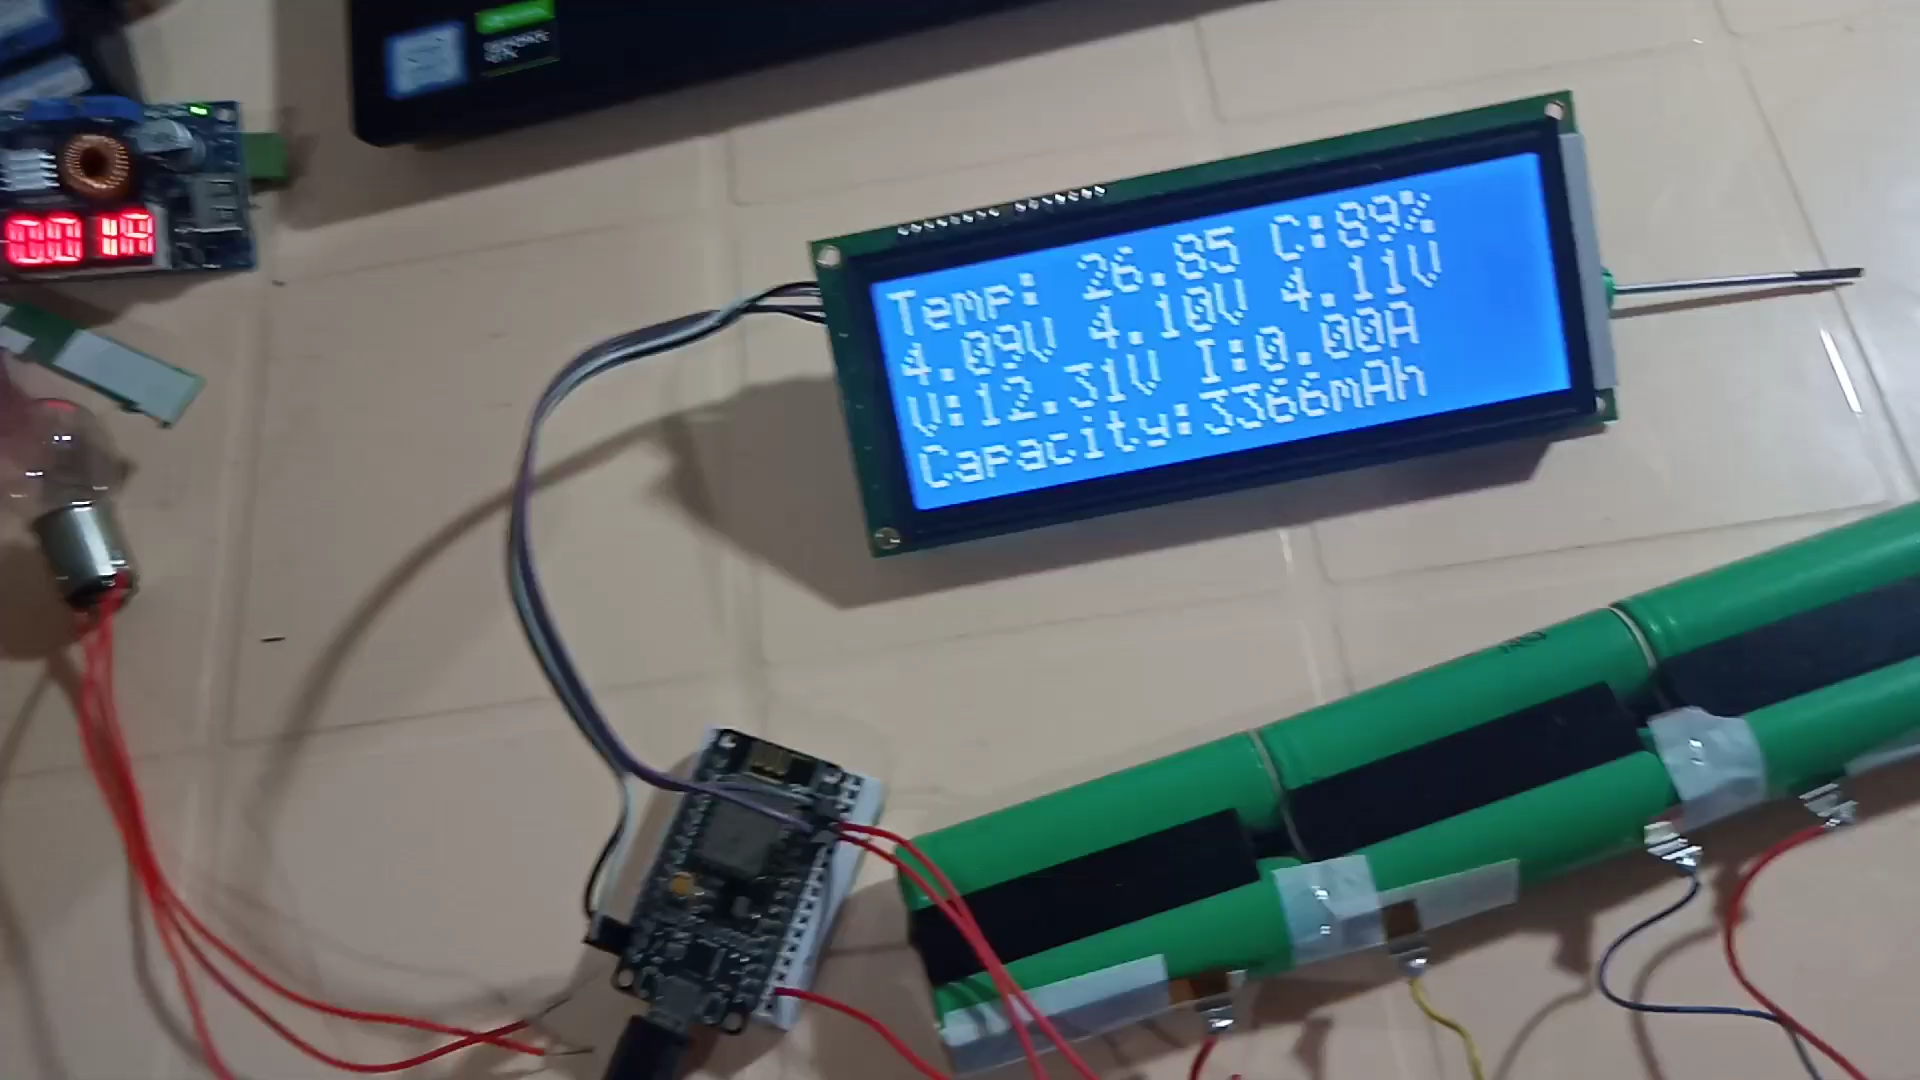 Temp: 26.85 C:89%
4.09V 4.10V 4.11V
V:12.31V I:0.00A
Capacity:3366mAh